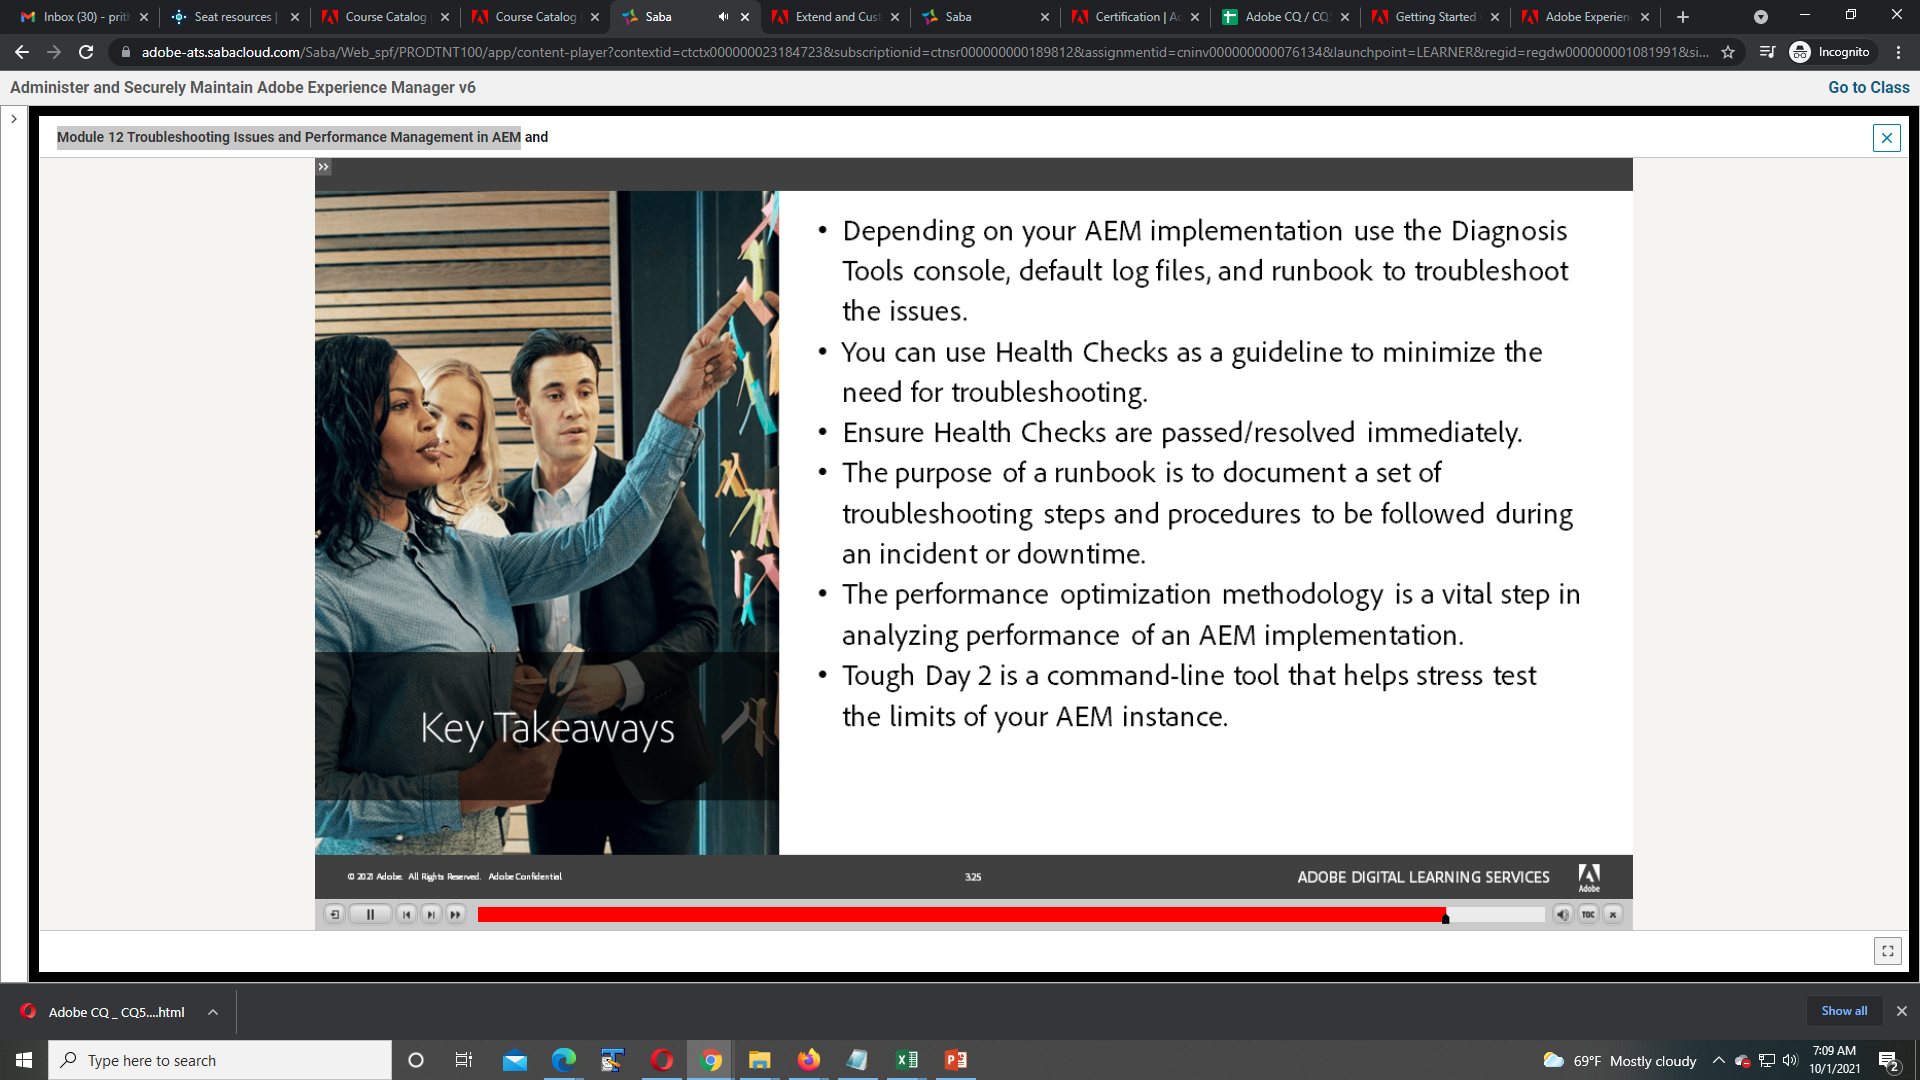 Inbox (30) - prith
Seat resources |
Course Catalog |
Course Catalog |
Saba
Extend and Cust
Saba
Certification | Ad
Adobe CQ / CQ5
Getting Started
Adobe Experien
adobe-ats.sabacloud.com/Saba/Web_spf/PRODTNT100/app/content-player?contextid=ctctx000000023184723&subscriptionid=ctnsr0000000000189812&assignmentid=cninv000000000076134&launchpoint=LEARNER&regid=regdw000000001081991&si...
Incognito
Administer and Securely Maintain Adobe Experience Manager v6
Go to Class
Module 12 Troubleshooting Issues and Performance Management in AEM and
• Depending on your AEM implementation use the Diagnosis
Tools console, default log files, and runbook to troubleshoot
the issues.
• You can use Health Checks as a guideline to minimize the
need for troubleshooting.
• Ensure Health Checks are passed/resolved immediately.
• The purpose of a runbook is to document a set of
troubleshooting steps and procedures to be followed during
an incident or downtime.
• The performance optimization methodology is a vital step in
analyzing performance of an AEM implementation.
• Tough Day 2 is a command-line tool that helps stress test
the limits of your AEM instance.
Key Takeaways
© 2021 Adobe. All Rights Reserved. Adobe Confidential
325
ADOBE DIGITAL LEARNING SERVICES
Adobe
TOC
Adobe CQ _ CQ5....html
Show all
Type here to search
69°F Mostly cloudy
7:09 AM
10/1/2021
2